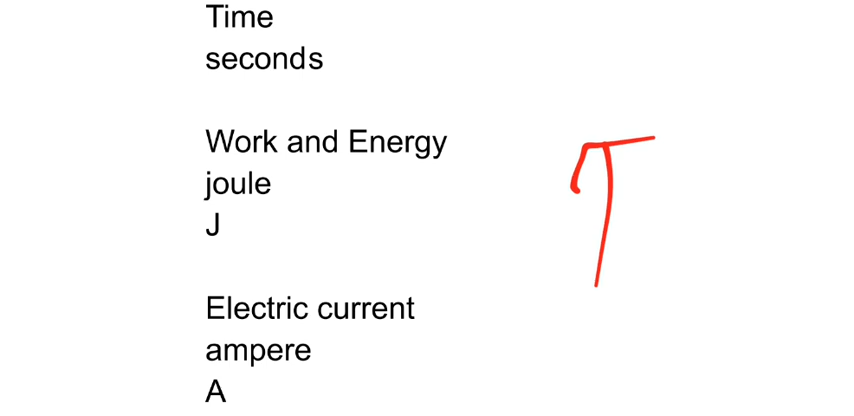 Time
seconds
Work and Energy
joule
J
Electric current
ampere
A